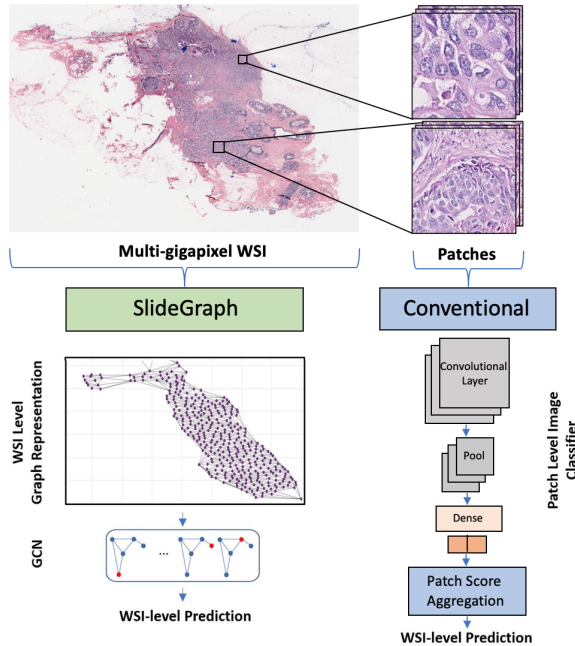 Multi-gigapixel WSI
Patches
SlideGraph
Conventional
WSI Level
Graph Representation
GCN
...
WSI-level Prediction
Convolutional
Layer
Pool
Dense
Patch Score
Aggregation
WSI-level Prediction
Patch Level Image
Classifier